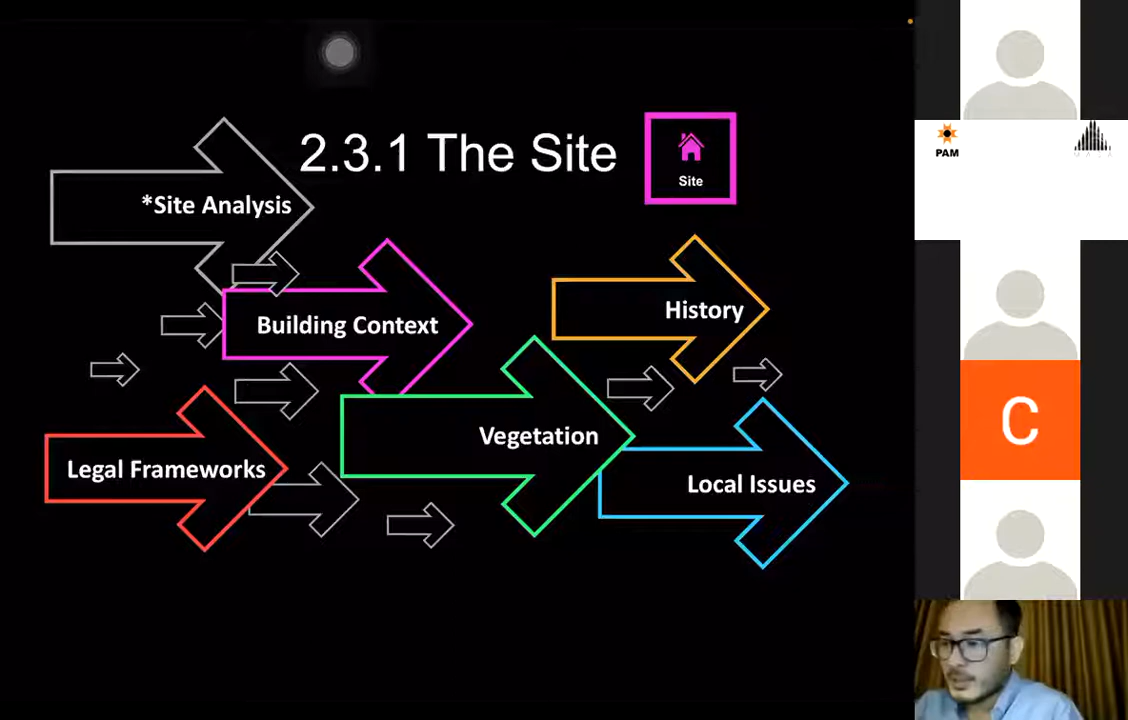 2.3.1 The Site
Site
*Site Analysis
Building Context
History
Vegetation
Legal Frameworks
Local Issues
PAM
C